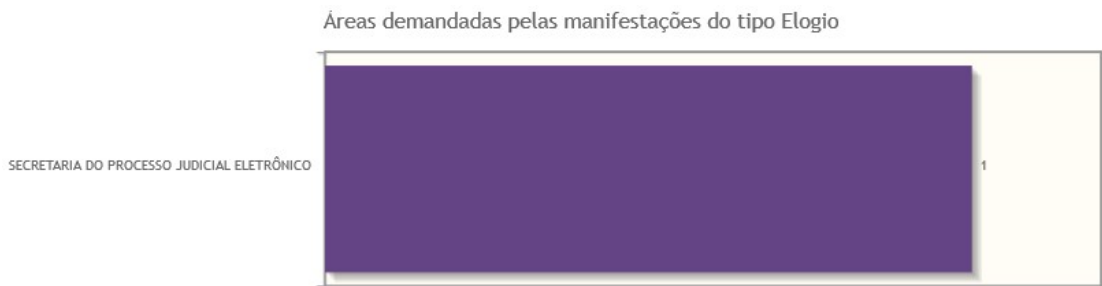 Áreas demandadas pelas manifestações do tipo Elogio
SECRETARIA DO PROCESSO JUDICIAL ELETRÔNICO
1